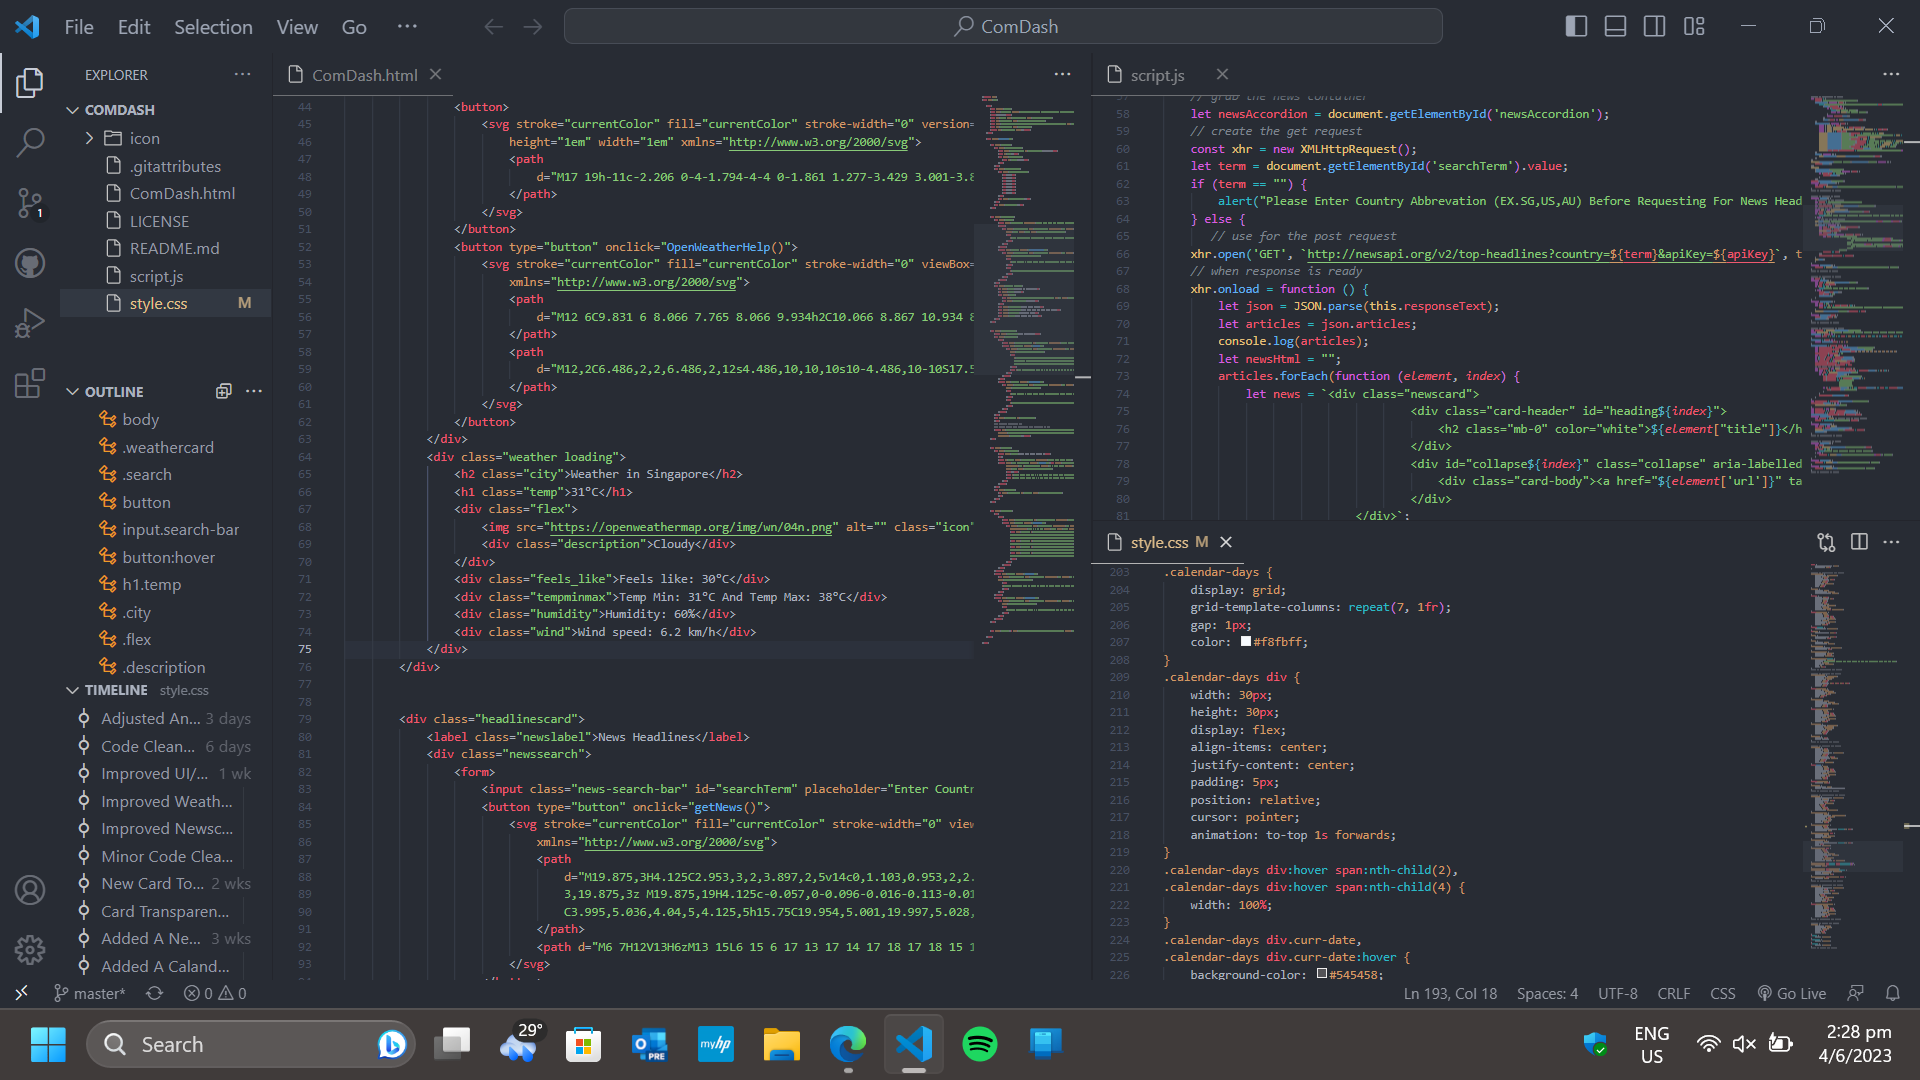 File Edit Selection View Go ··· ComDash
EXPLORER
COMDASH
icon
.gitattributes
ComDash.html
LICENSE
README.md
script.js
style.css M
1
OUTLINE
body
.weathercard
.search
button
input.search-bar
button:hover
h1.temp
.city
.flex
.description
TIMELINE style.css
Adjusted An... 3 days
Code Clean... 6 days
Improved UI/... 1 wk
Improved Weath...
Improved Newsc...
Minor Code Clea...
New Card To... 2 wks
Card Transparen...
Added A Ne... 3 wks
Added A Caland...
ComDash.html
44 <button>
45 <svg stroke="currentColor" fill="currentColor" stroke-width="0" version=
46 height="1em" width="1em" xmlns="http://www.w3.org/2000/svg">
47 <path
48 d="M17 19h-11c-2.206 0-4-1.794-4-4 0-1.861 1.277-3.429 3.001-3.8
49 </path>
50 </svg>
51 </button>
52 <button type="button" onclick="OpenWeatherHelp()">
53 <svg stroke="currentColor" fill="currentColor" stroke-width="0" viewBox=
54 xmlns="http://www.w3.org/2000/svg">
55 <path
56 d="M12 6C9.831 6 8.066 7.765 8.066 9.934h2C10.066 8.867 10.934 8
57 </path>
58 <path
59 d="M12,2C6.486,2,2,6.486,2,12s4.486,10,10,10s10-4.486,10-10S17.5
60 </path>
61 </svg>
62 </button>
63 </div>
64 <div class="weather loading">
65 <h2 class="city">Weather in Singapore</h2>
66 <h1 class="temp">31°C</h1>
67 <div class="flex">
68 <img src="https://openweathermap.org/img/wn/04n.png" alt="" class="icon"
69 <div class="description">Cloudy</div>
70 </div>
71 <div class="feels_like">Feels like: 30°C</div>
72 <div class="tempminmax">Temp Min: 31°C And Temp Max: 38°C</div>
73 <div class="humidity">Humidity: 60%</div>
74 <div class="wind">Wind speed: 6.2 km/h</div>
75 </div>
76 </div>
77
78
79 <div class="headlinescard">
80 <label class="newslabel">News Headlines</label>
81 <div class="newssearch">
82 <form>
83 <input class="news-search-bar" id="searchTerm" placeholder="Enter Countr
84 <button type="button" onclick="getNews()">
85 <svg stroke="currentColor" fill="currentColor" stroke-width="0" view
86 xmlns="http://www.w3.org/2000/svg">
87 <path
88 d="M19.875,3H4.125C2.953,3,2,3.897,2,5v14c0,1.103,0.953,2,2.
89 3,19.875,3z M19.875,19H4.125c-0.057,0-0.096-0.016-0.113-0.01
90 C3.995,5.036,4.04,5,4.125,5h15.75C19.954,5.001,19.997,5.028,
91 </path>
92 <path d="M6 7H12V13H6zM13 15L6 15 6 17 13 17 14 17 18 17 18 15 1
93 </svg>
script.js
57 // grab the news container
58 let newsAccordion = document.getElementById('newsAccordion');
59 // create the get request
60 const xhr = new XMLHttpRequest();
61 let term = document.getElementById('searchTerm').value;
62 if (term == "") {
63 alert("Please Enter Country Abbrevation (EX.SG,US,AU) Before Requesting For News Head
64 } else {
65 // use for the post request
66 xhr.open('GET', `http://newsapi.org/v2/top-headlines?country=${term}&apiKey=${apiKey}`, t
67 // when response is ready
68 xhr.onload = function () {
69 let json = JSON.parse(this.responseText);
70 let articles = json.articles;
71 console.log(articles);
72 let newsHtml = "";
73 articles.forEach(function (element, index) {
74 let news = `<div class="newscard">
75 <div class="card-header" id="heading${index}">
76 <h2 class="mb-0" color="white">${element["title"]}</h
77 </div>
78 <div id="collapse${index}" class="collapse" aria-labelled
79 <div class="card-body"><a href="${element['url']}" ta
80 </div>
81 </div>`;
style.css M
203 .calendar-days {
204 display: grid;
205 grid-template-columns: repeat(7, 1fr);
206 gap: 1px;
207 color: #f8fbff;
208 }
209 .calendar-days div {
210 width: 30px;
211 height: 30px;
212 display: flex;
213 align-items: center;
214 justify-content: center;
215 padding: 5px;
216 position: relative;
217 cursor: pointer;
218 animation: to-top 1s forwards;
219 }
220 .calendar-days div:hover span:nth-child(2),
221 .calendar-days div:hover span:nth-child(4) {
222 width: 100%;
223 }
224 .calendar-days div.curr-date,
225 .calendar-days div.curr-date:hover {
226 background-color: #545458;
master* 0 0 Ln 193, Col 18 Spaces: 4 UTF-8 CRLF CSS Go Live
Search 29° PRE myhp ENG US 2:28 pm
4/6/2023